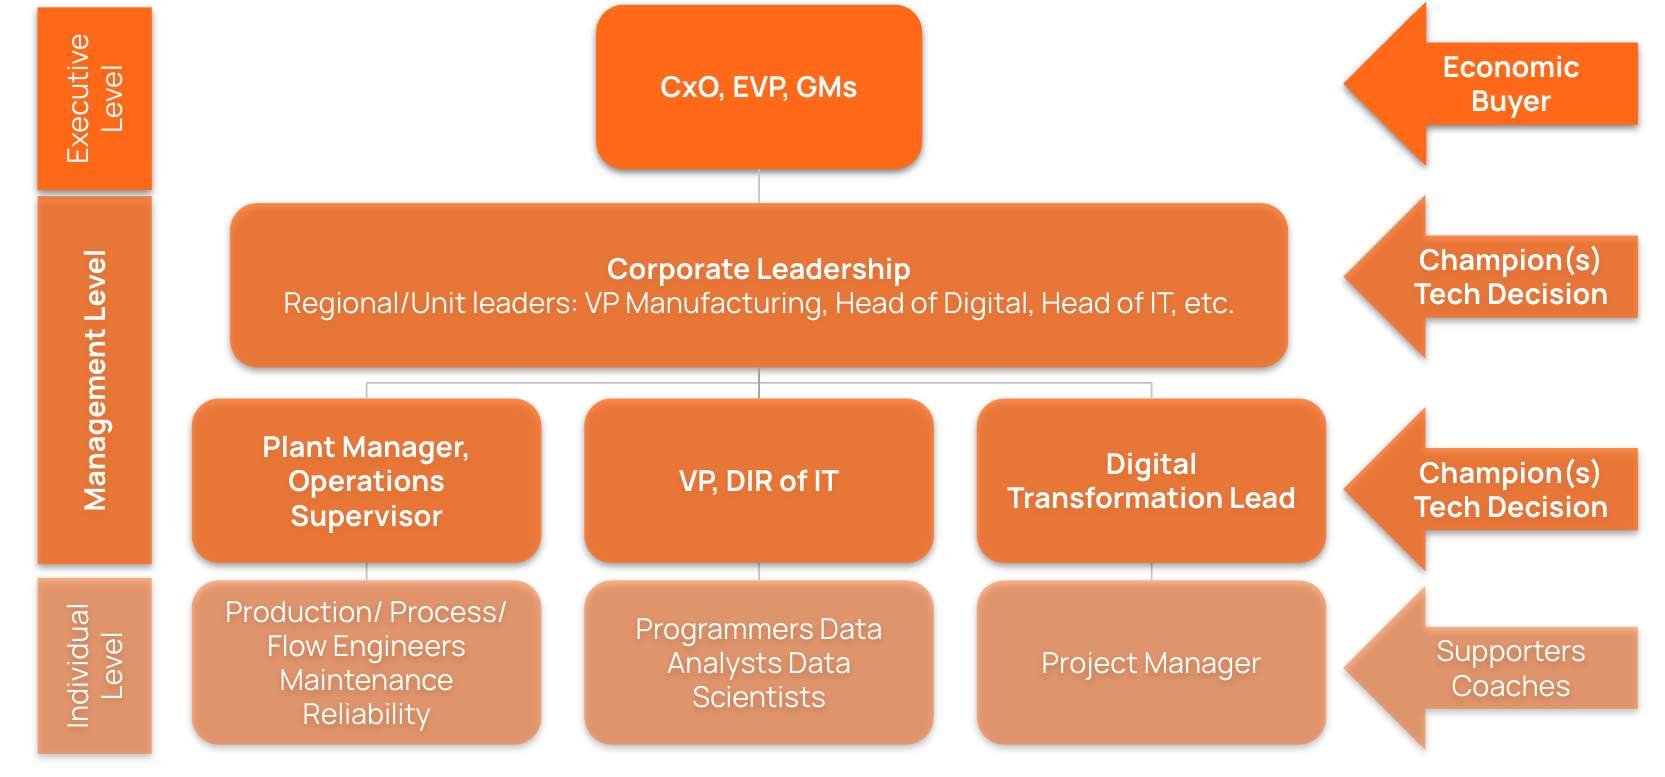 Executive
Level
CxO, EVP, GMs
Economic
Buyer
Management Level
Corporate Leadership
Regional/Unit leaders: VP Manufacturing, Head of Digital, Head of IT, etc.
Champion(s)
Tech Decision
Plant Manager,
Operations
Supervisor
VP, DIR of IT
Digital
Transformation Lead
Champion(s)
Tech Decision
Individual
Level
Production/ Process/
Flow Engineers
Maintenance
Reliability
Programmers Data
Analysts Data
Scientists
Project Manager
Supporters
Coaches